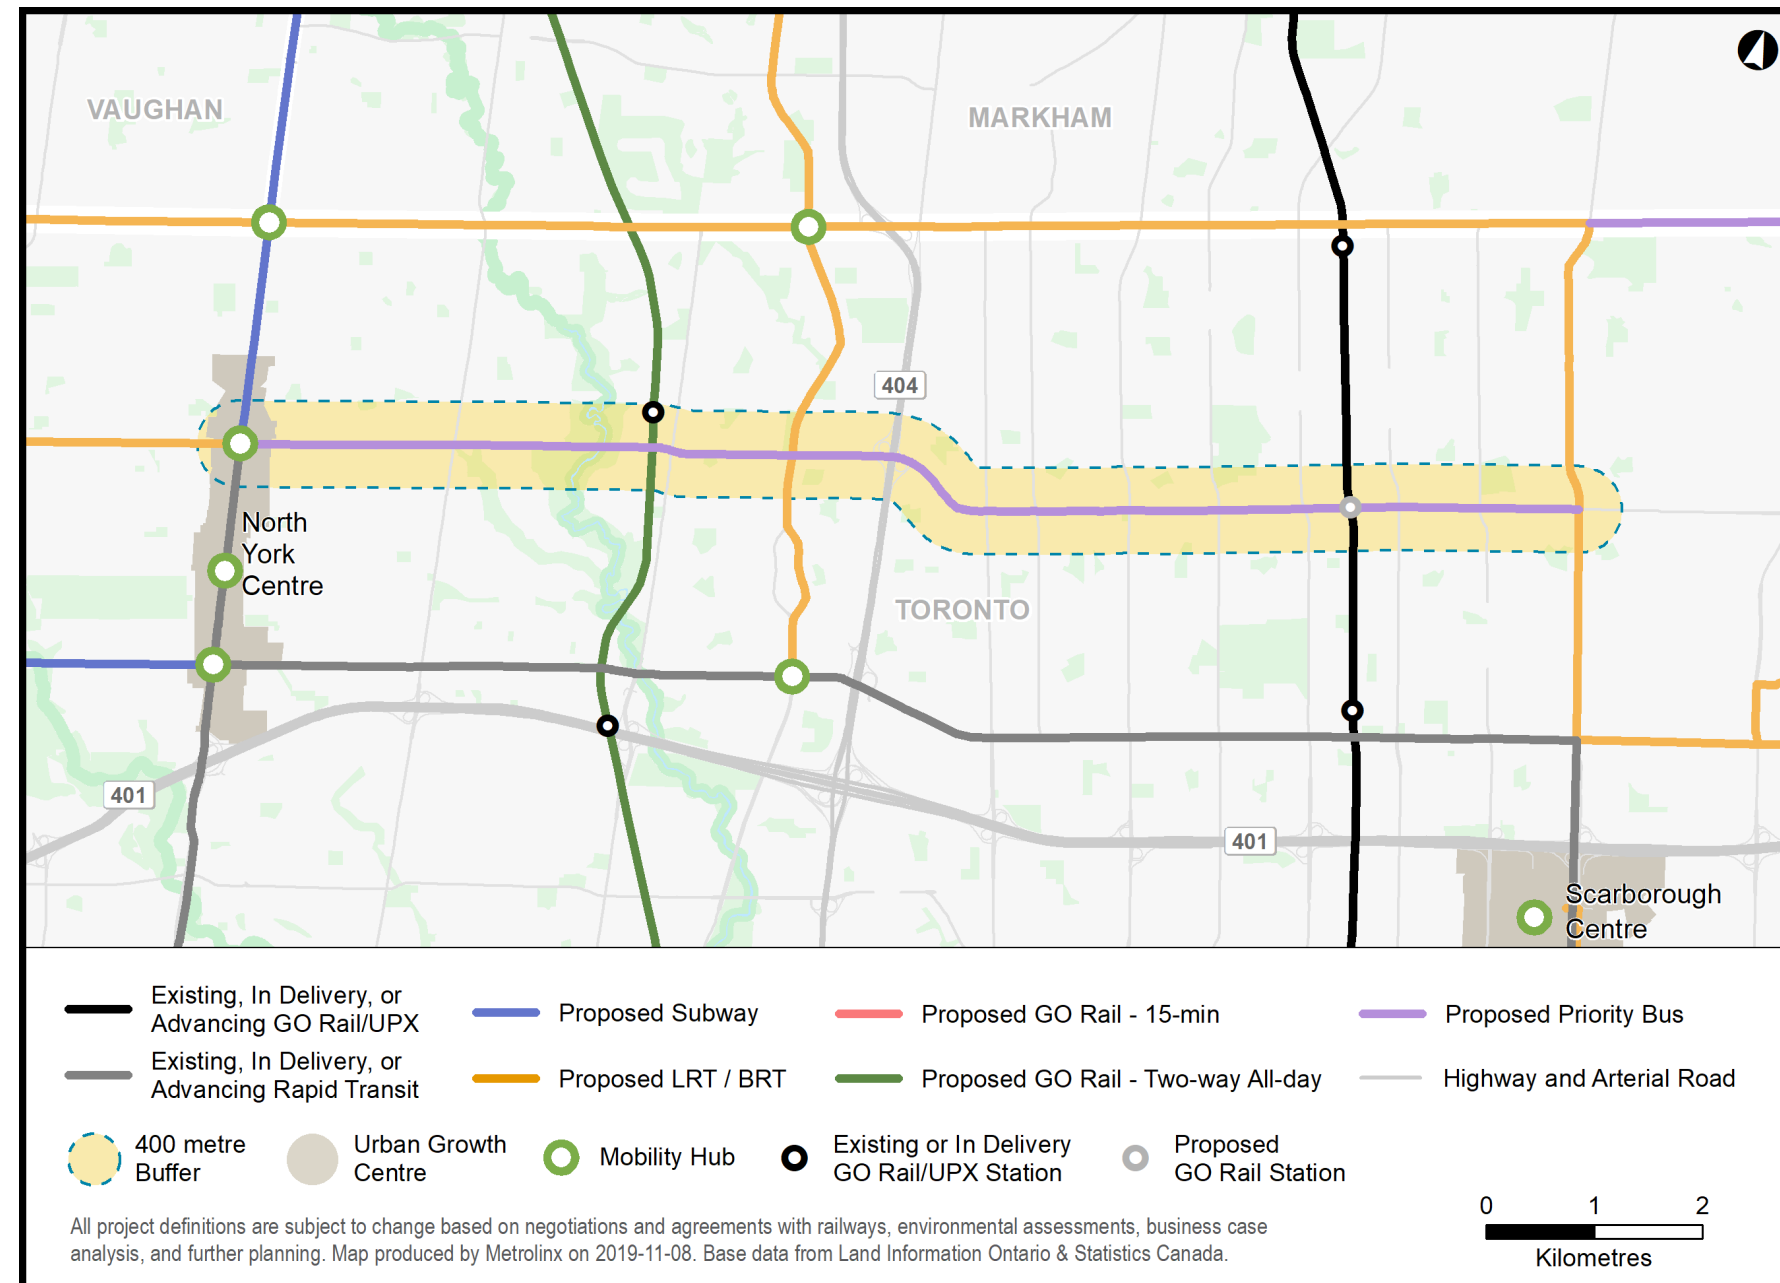 VAUGHAN
MARKHAM
404
North
York
Centre
TORONTO
401
401
Scarborough
Centre
Existing, In Delivery, or
Advancing GO Rail/UPX
Proposed Subway
Proposed GO Rail - 15-min
Proposed Priority Bus
Existing, In Delivery, or
Advancing Rapid Transit
Proposed LRT / BRT
Proposed GO Rail - Two-way All-day
Highway and Arterial Road
400 metre
Buffer
Urban Growth
Centre
Mobility Hub
Existing or In Delivery
GO Rail/UPX Station
Proposed
GO Rail Station
0 1 2
Kilometres
All project definitions are subject to change based on negotiations and agreements with railways, environmental assessments, business case
analysis, and further planning. Map produced by Metrolinx on 2019-11-08. Base data from Land Information Ontario & Statistics Canada.